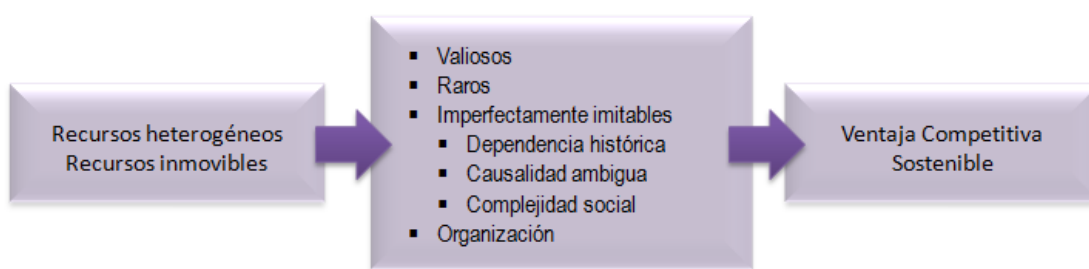 Recursos heterogéneos
Recursos inmovibles
▪ Valiosos
▪ Raros
▪ Imperfectamente imitables
▪ Dependencia histórica
▪ Causalidad ambigua
▪ Complejidad social
▪ Organización
Ventaja Competitiva
Sostenible